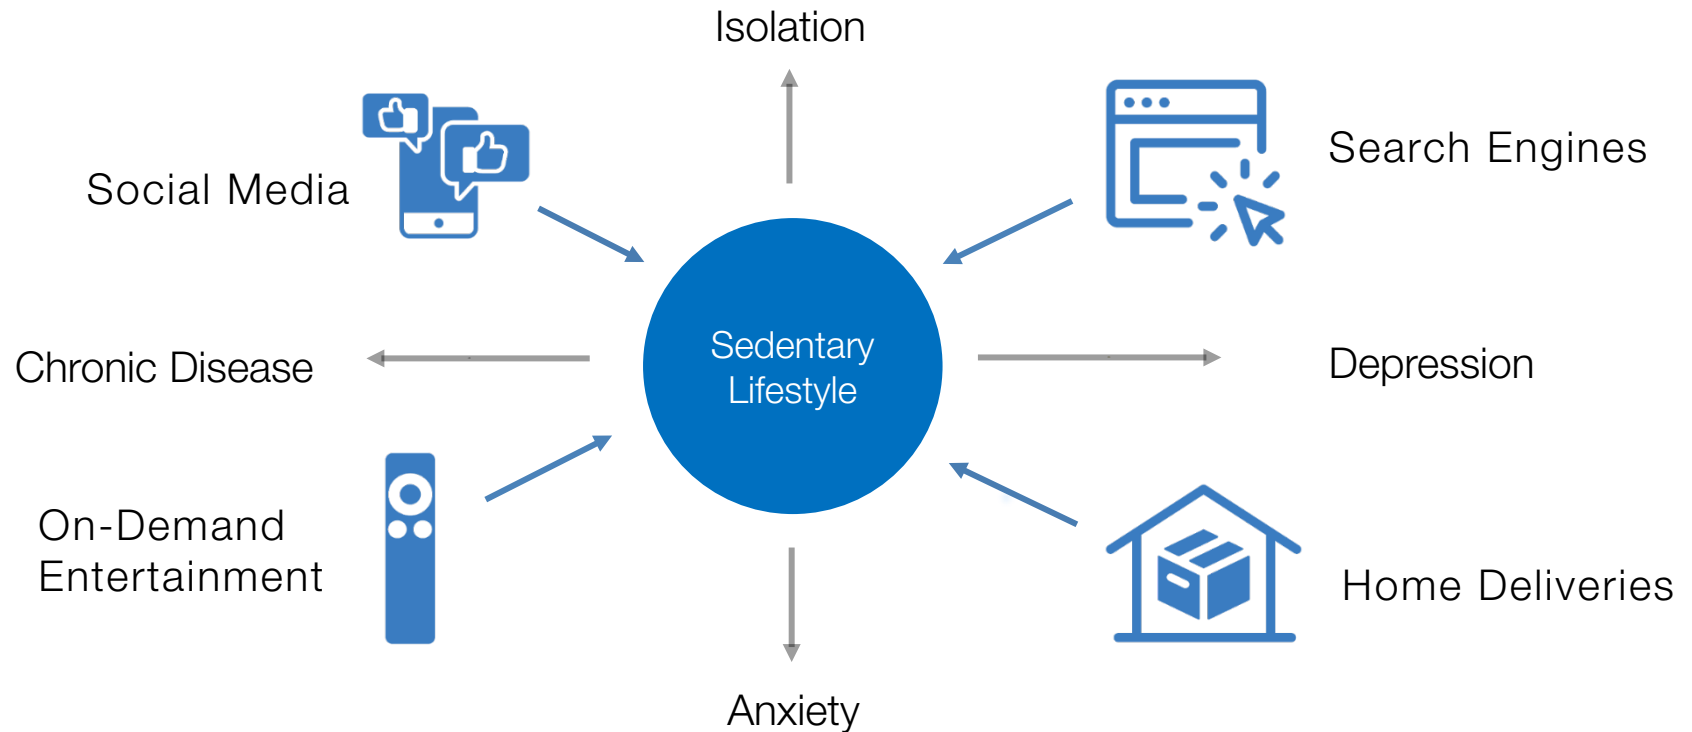 Isolation
Search Engines
Social Media
Sedentary
Lifestyle
Chronic Disease
Depression
On-Demand
Entertainment
Home Deliveries
Anxiety